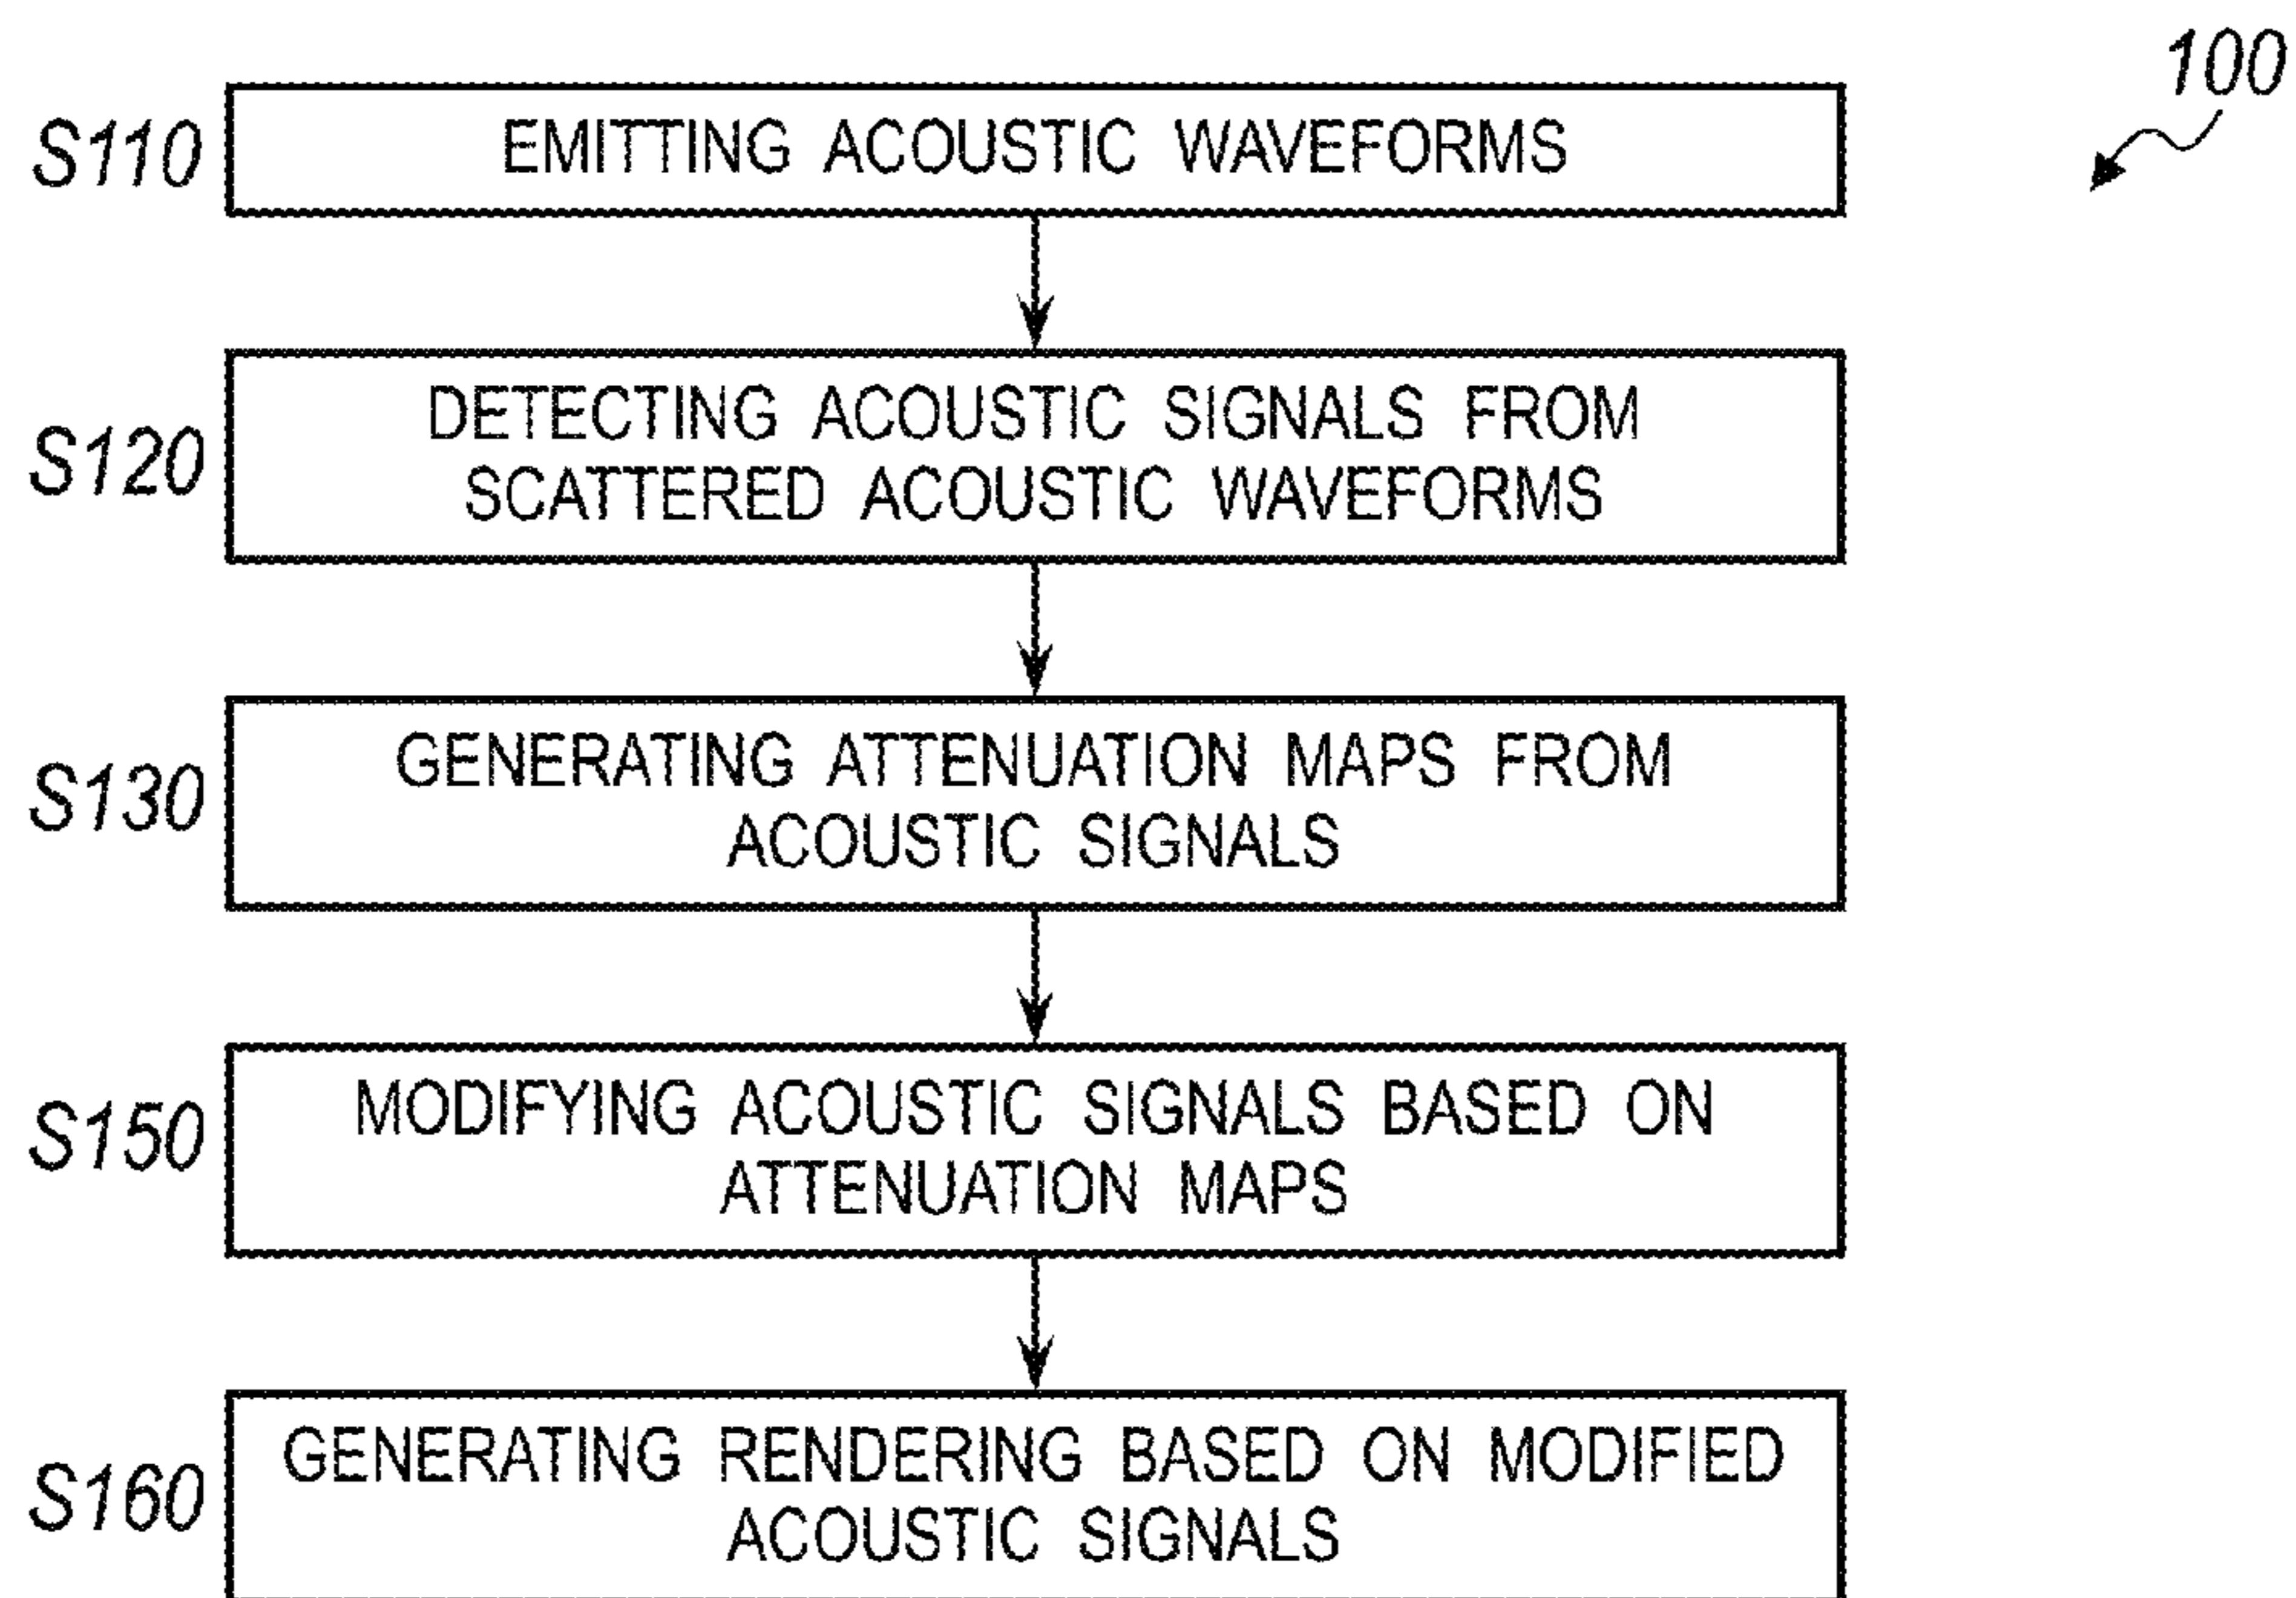 100
S110
EMITTING ACOUSTIC WAVEFORMS
S120
DETECTING ACOUSTIC SIGNALS FROM
SCATTERED ACOUSTIC WAVEFORMS
S130
GENERATING ATTENUATION MAPS FROM
ACOUSTIC SIGNALS
S150
MODIFYING ACOUSTIC SIGNALS BASED ON
ATTENUATION MAPS
S160
GENERATING RENDERING BASED ON MODIFIED
ACOUSTIC SIGNALS